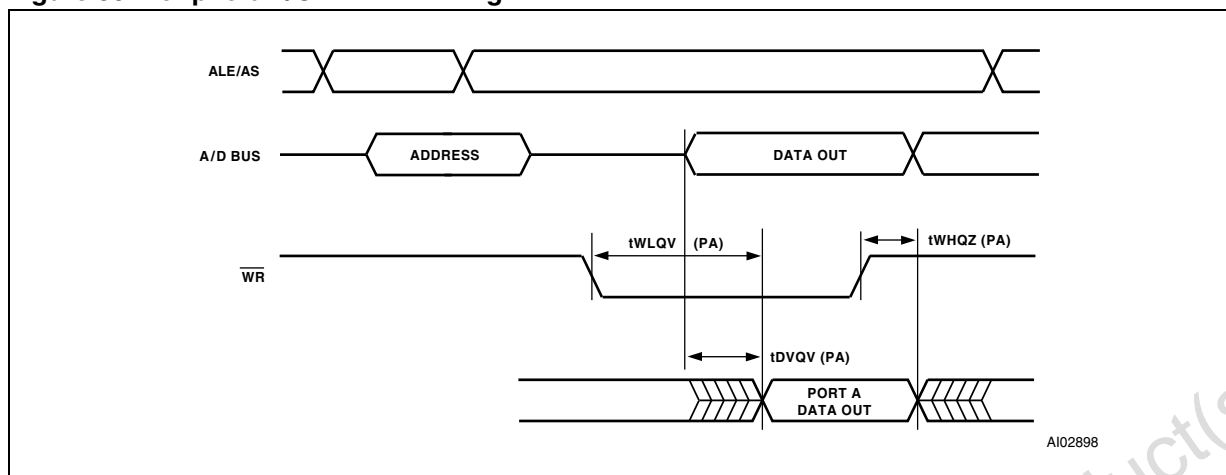 ALE/AS
A/D BUS
ADDRESS
DATA OUT
tWLQV (PA)
tWHQZ (PA)
WR
tDVQV (PA)
PORT A
DATA OUT
AI02898